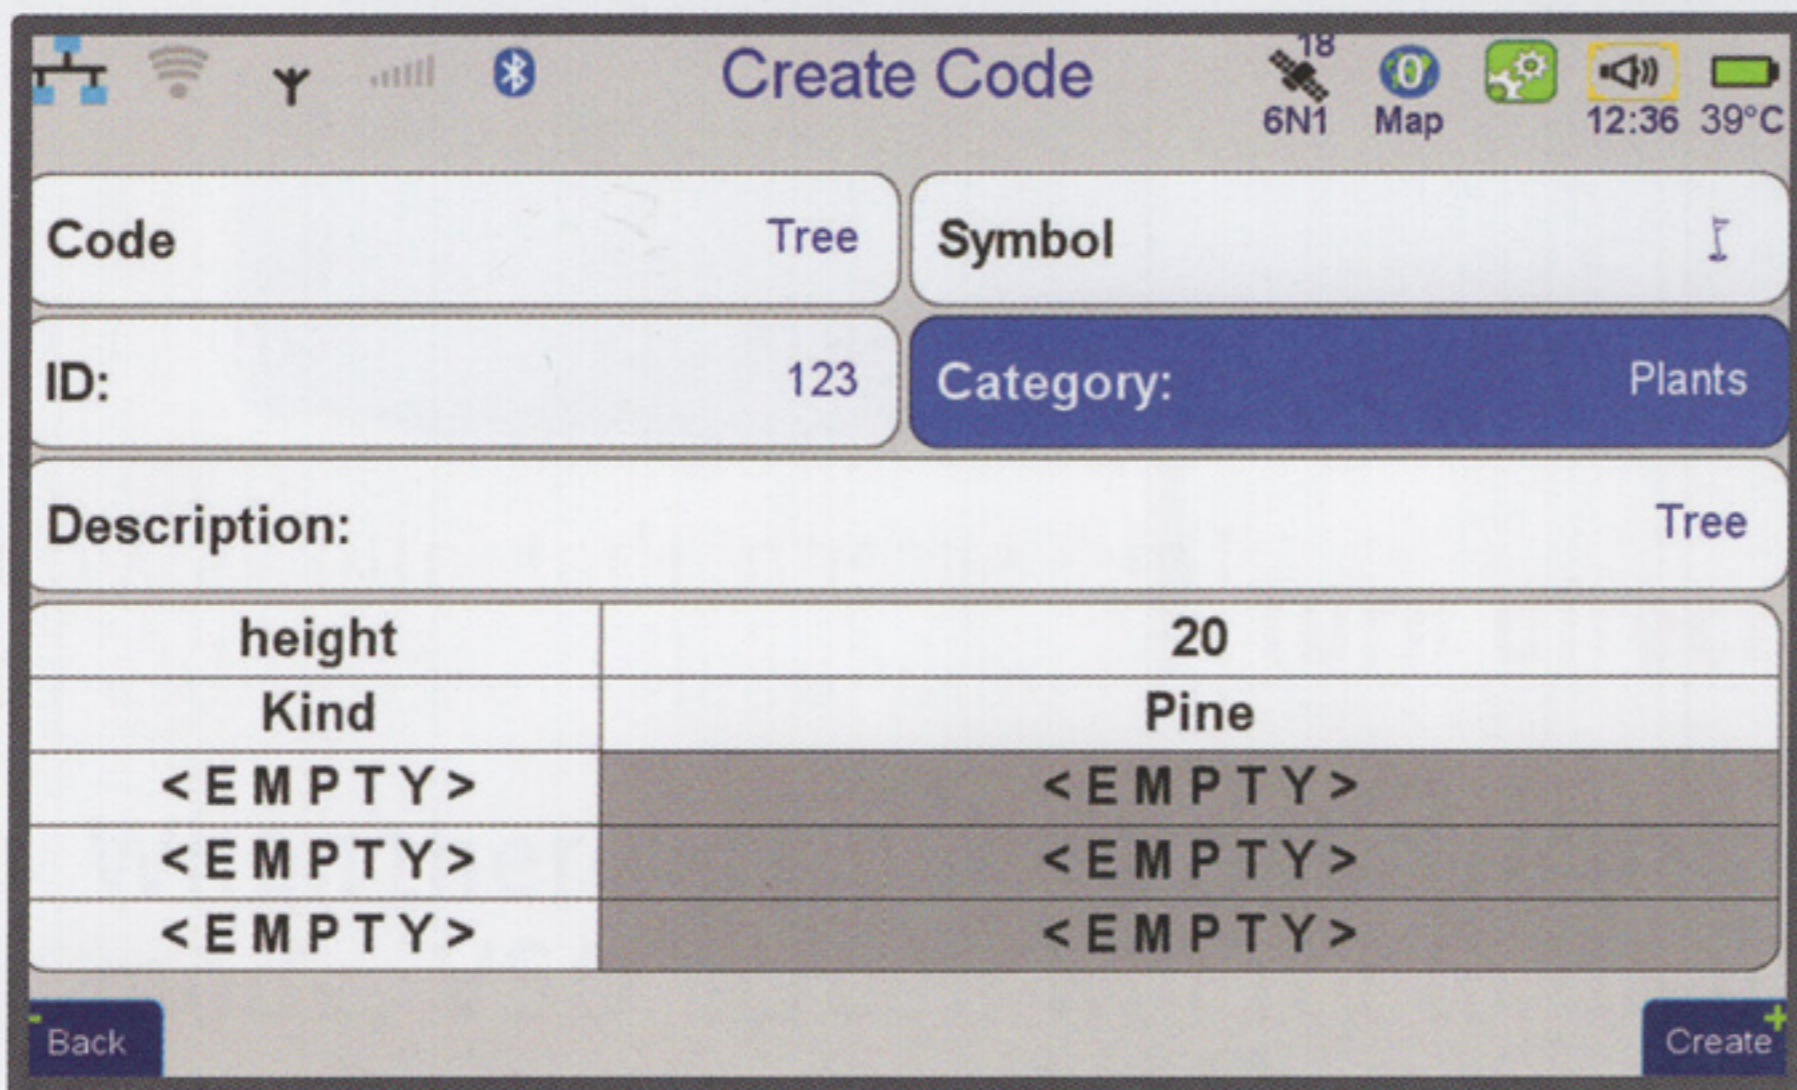 Create Code
18
6N1
0
Map
12:36
39°C
Code Tree
Symbol
ID: 123
Category: Plants
Description: Tree
height 20
Kind Pine
<EMPTY> <EMPTY>
<EMPTY> <EMPTY>
<EMPTY> <EMPTY>
Back
Create